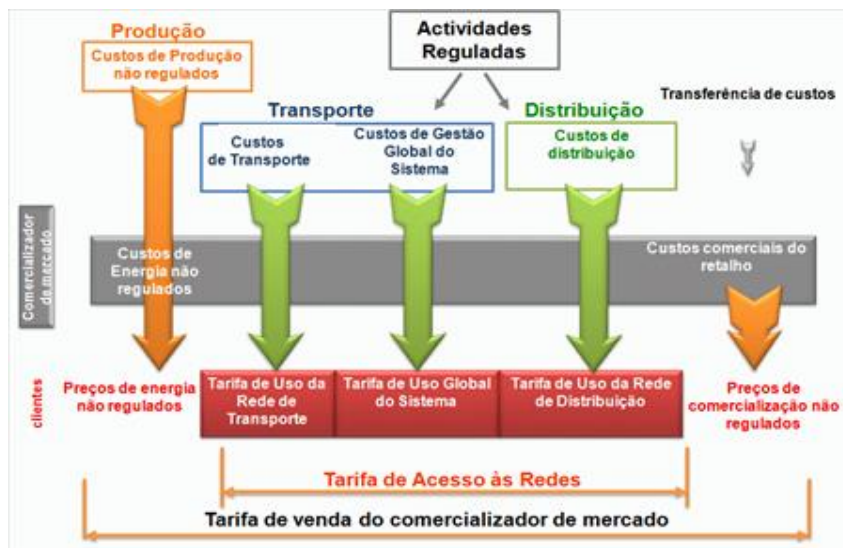 Produção
Custos de Produção
não regulados
Actividades
Reguladas
Transporte
Custos
de Transporte
Custos de Gestão
Global do
Sistema
Distribuição
Custos de
distribuição
Transferência de custos
Comercializador
de mercado
Custos de
Energia não
regulados
Custos comerciais do
retalho
clientes
Preços de energia
não regulados
Tarifa de Uso da
Rede de
Transporte
Tarifa de Uso Global
do Sistema
Tarifa de Uso da Rede
de Distribuição
Preços de
comercialização não
regulados
Tarifa de Acesso às Redes
Tarifa de venda do comercializador de mercado